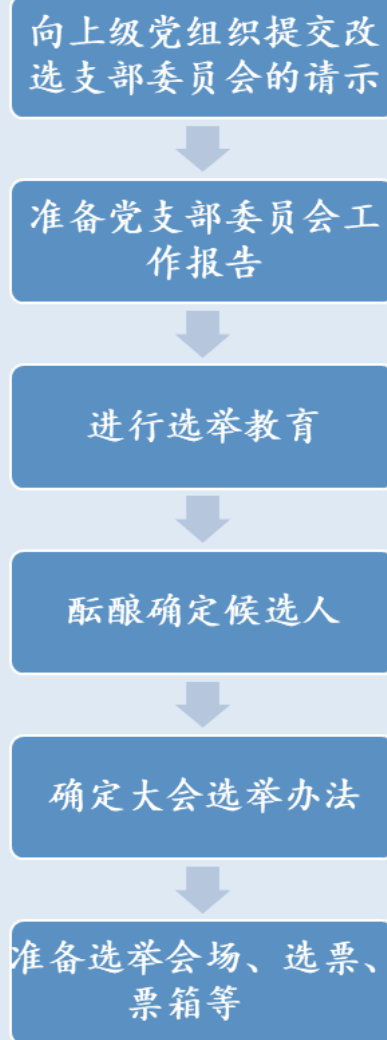 向上级党组织提交改
选支部委员会的请示
准备党支部委员会工
作报告
进行选举教育
酝酿确定候选人
确定大会选举办法
准备选举会场、选票、
票箱等